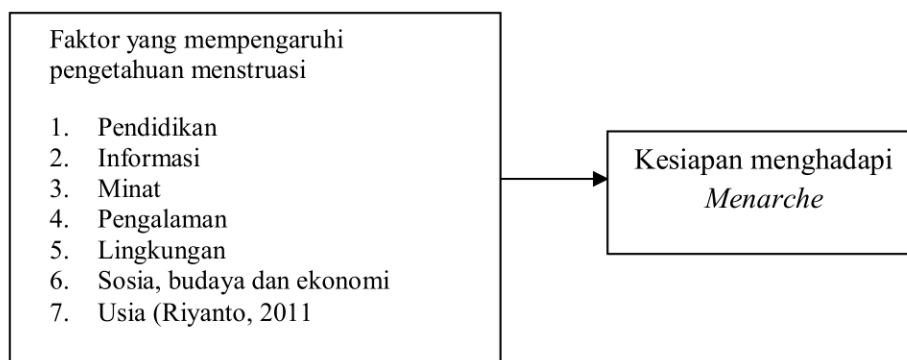 Faktor yang mempengaruhi
pengetahuan menstruasi
1. Pendidikan
2. Informasi
3. Minat
4. Pengalaman
5. Lingkungan
6. Sosia, budaya dan ekonomi
7. Usia (Riyanto, 2011
Kesiapan menghadapi
Menarche